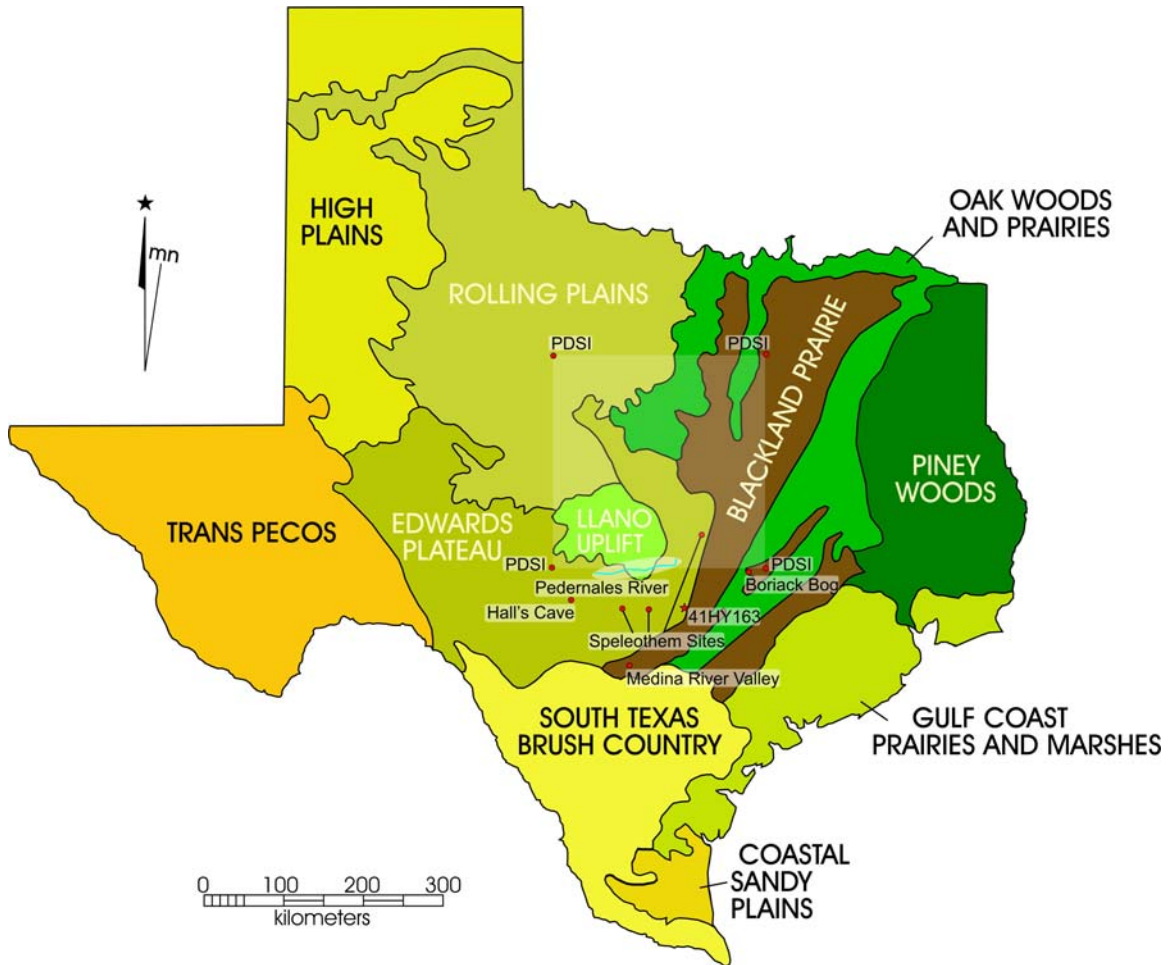 OAK WOODS
AND PRAIRIES
HIGH
PLAINS
mn
ROLLING PLAINS
PDSI
PDSI
BLACKLAND PRAIRIE
PINEY
WOODS
TRANS PECOS
EDWARDS
PLATEAU
LLANO
UPLIFT
PDSI
PDSI
Pedernales River
Boriack Bog
Hall's Cave
41HY163
Speleothem Sites
Medina River Valley
SOUTH TEXAS
BRUSH COUNTRY
GULF COAST
PRAIRIES AND MARSHES
COASTAL
SANDY
PLAINS
0 100 200 300
kilometers